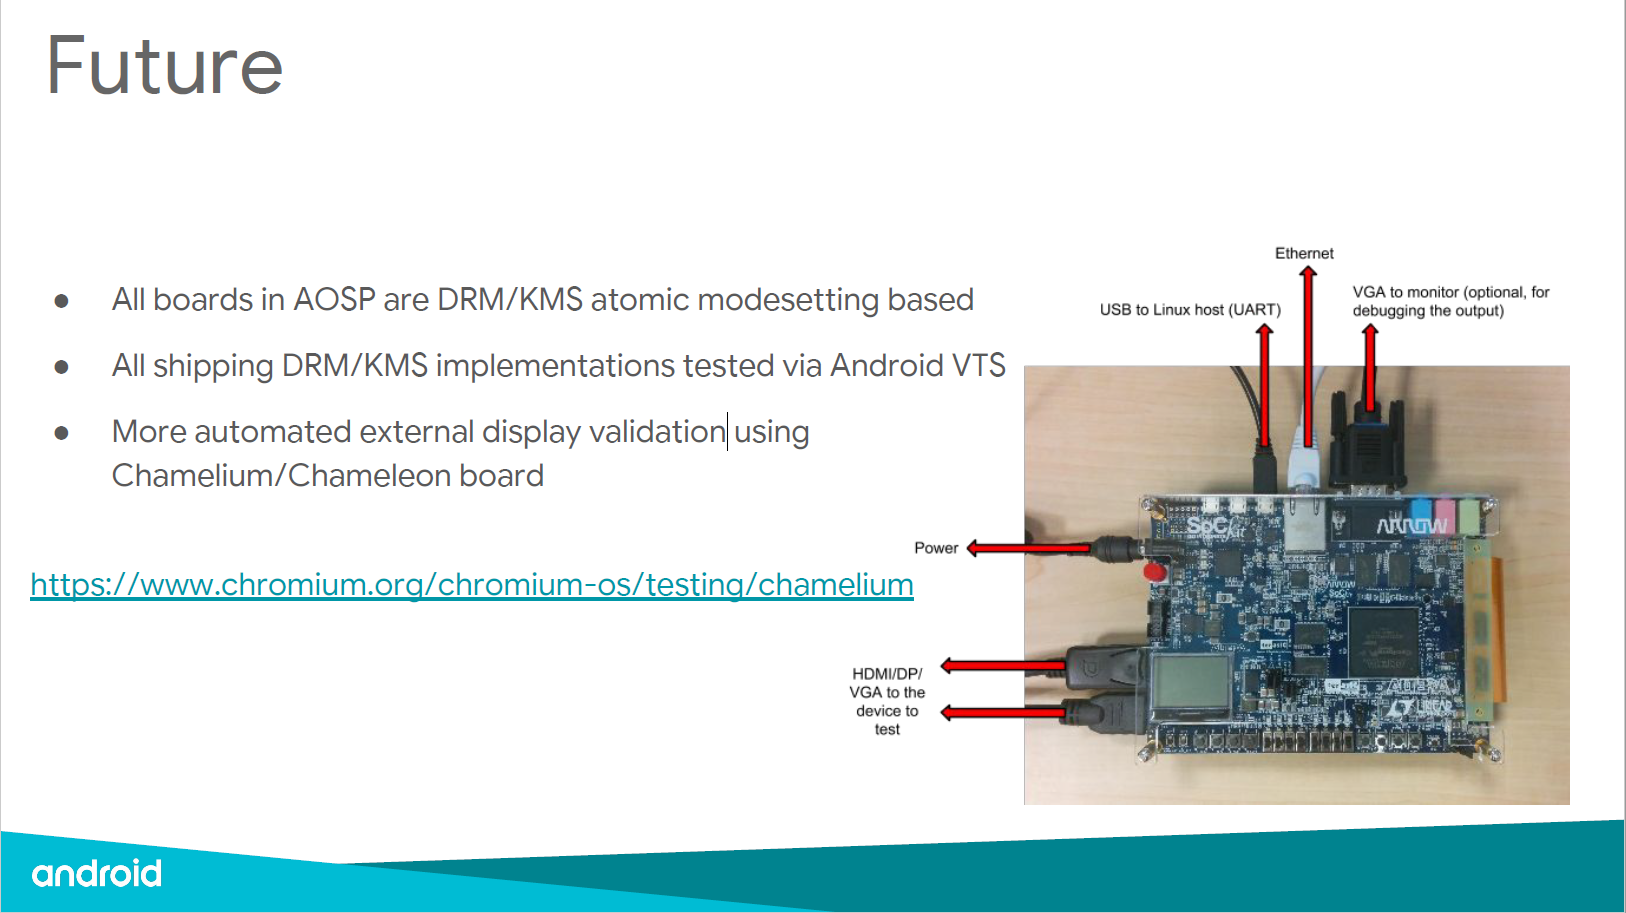 Future
● All boards in AOSP are DRM/KMS atomic modesetting based
● All shipping DRM/KMS implementations tested via Android VTS
● More automated external display validation using
Chamelium/Chameleon board
https://www.chromium.org/chromium-os/testing/chamelium
Ethernet
USB to Linux host (UART)
VGA to monitor (optional, for
debugging the output)
Power
HDMI/DP/
VGA to the
device to
test
SoCKit
ARROW
LINEAR
android